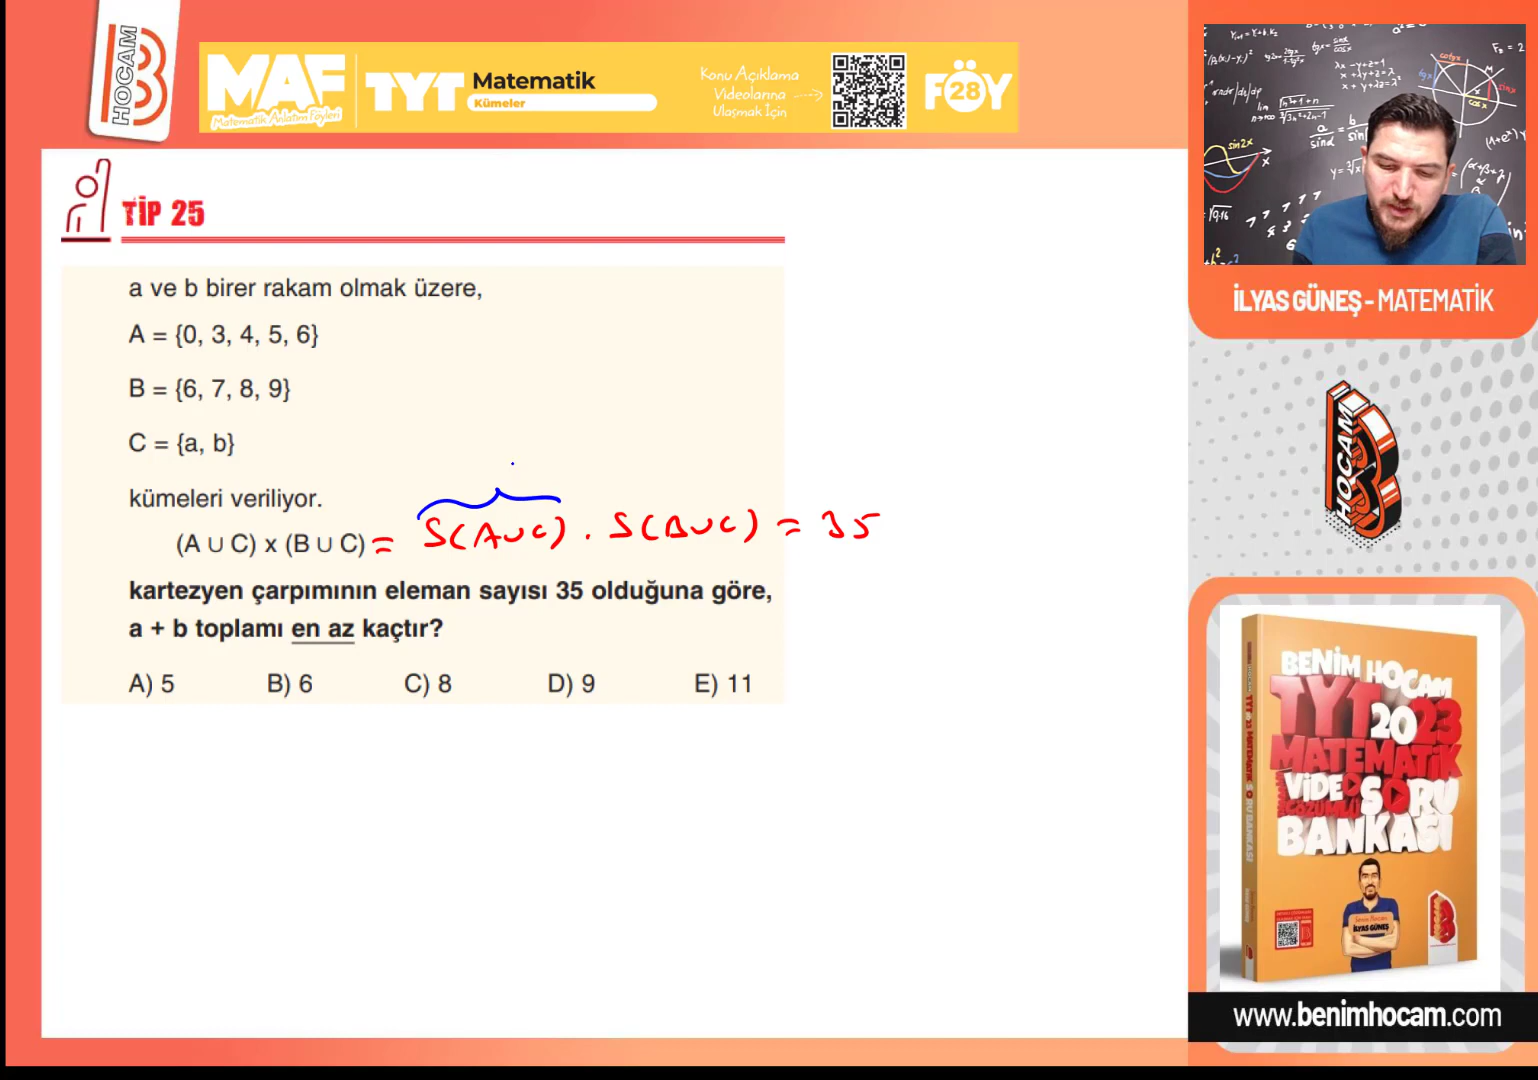 B HOCAM
MAF
Matematik Anlatım Föyleri
TYT Matematik
Kümeler
Konu Açıklama
Videolarına
Ulaşmak İçin
FÖY 28
TİP 25
a ve b birer rakam olmak üzere,
A = {0, 3, 4, 5, 6}
B = {6, 7, 8, 9}
C = {a, b}
kümeleri veriliyor.
(A ∪ C) x (B ∪ C) = S(A∪C) . S(B∪C) = 35
kartezyen çarpımının eleman sayısı 35 olduğuna göre,
a + b toplamı en az kaçtır?
A) 5 B) 6 C) 8 D) 9 E) 11
İLYAS GÜNEŞ - MATEMATİK
B HOCAM
BENİM HOCAM
TYT 2023
MATEMATİK
VİDEO SORU
ÇÖZÜMLÜ
BANKASI
İLYAS GÜNEŞ
www.benimhocam.com